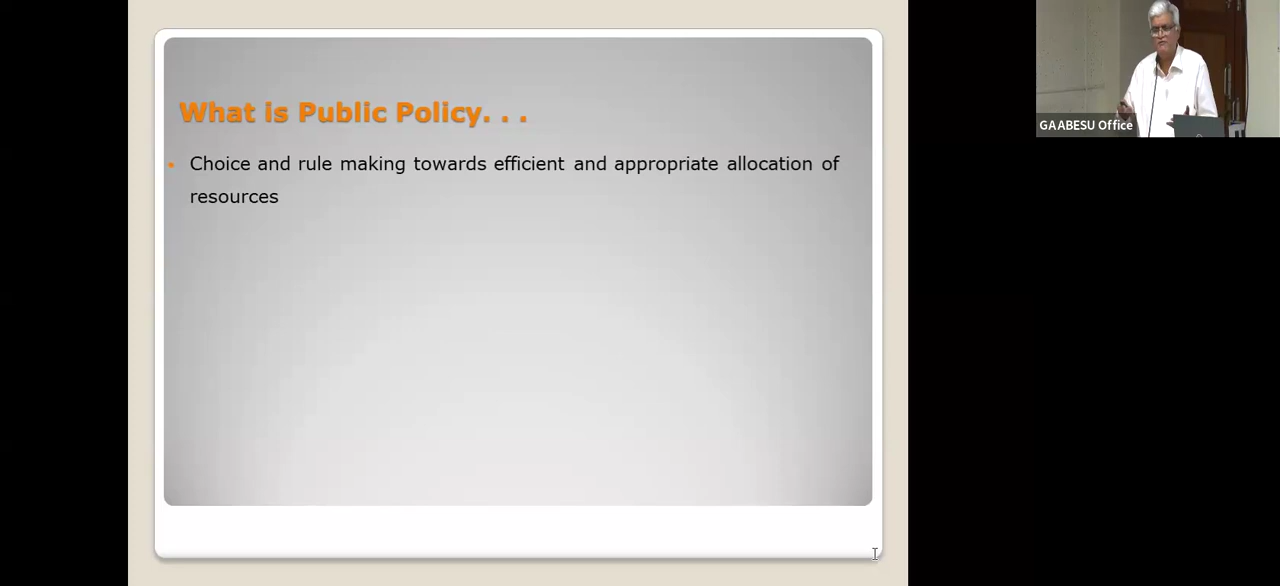 What is Public Policy. . .
• Choice and rule making towards efficient and appropriate allocation of
resources
GAABESU Office